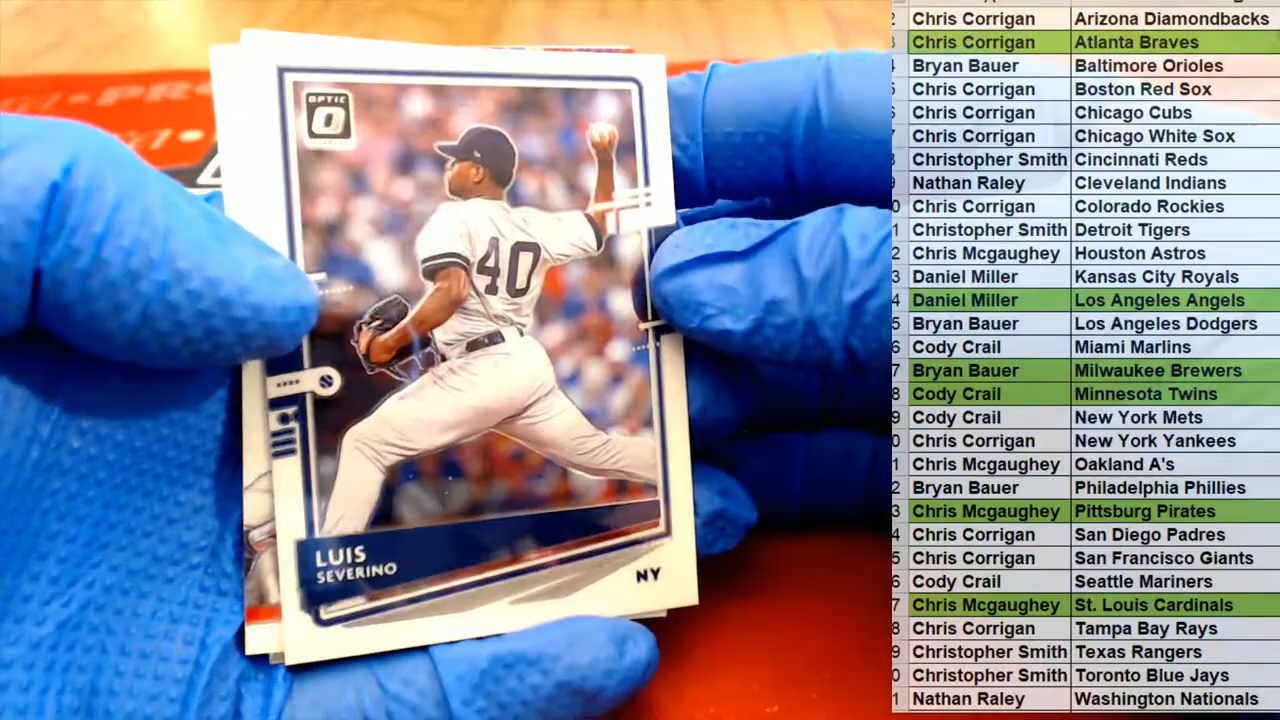 OPTIC
40
LUIS
SEVERINO
NY
Chris Corrigan Arizona Diamondbacks
Chris Corrigan Atlanta Braves
Bryan Bauer Baltimore Orioles
Chris Corrigan Boston Red Sox
Chris Corrigan Chicago Cubs
Chris Corrigan Chicago White Sox
Christopher Smith Cincinnati Reds
Nathan Raley Cleveland Indians
Chris Corrigan Colorado Rockies
Christopher Smith Detroit Tigers
Chris Mcgaughey Houston Astros
Daniel Miller Kansas City Royals
Daniel Miller Los Angeles Angels
Bryan Bauer Los Angeles Dodgers
Cody Crail Miami Marlins
Bryan Bauer Milwaukee Brewers
Cody Crail Minnesota Twins
Cody Crail New York Mets
Chris Corrigan New York Yankees
Chris Mcgaughey Oakland A's
Bryan Bauer Philadelphia Phillies
Chris Mcgaughey Pittsburg Pirates
Chris Corrigan San Diego Padres
Chris Corrigan San Francisco Giants
Cody Crail Seattle Mariners
Chris Mcgaughey St. Louis Cardinals
Chris Corrigan Tampa Bay Rays
Christopher Smith Texas Rangers
Christopher Smith Toronto Blue Jays
Nathan Raley Washington Nationals